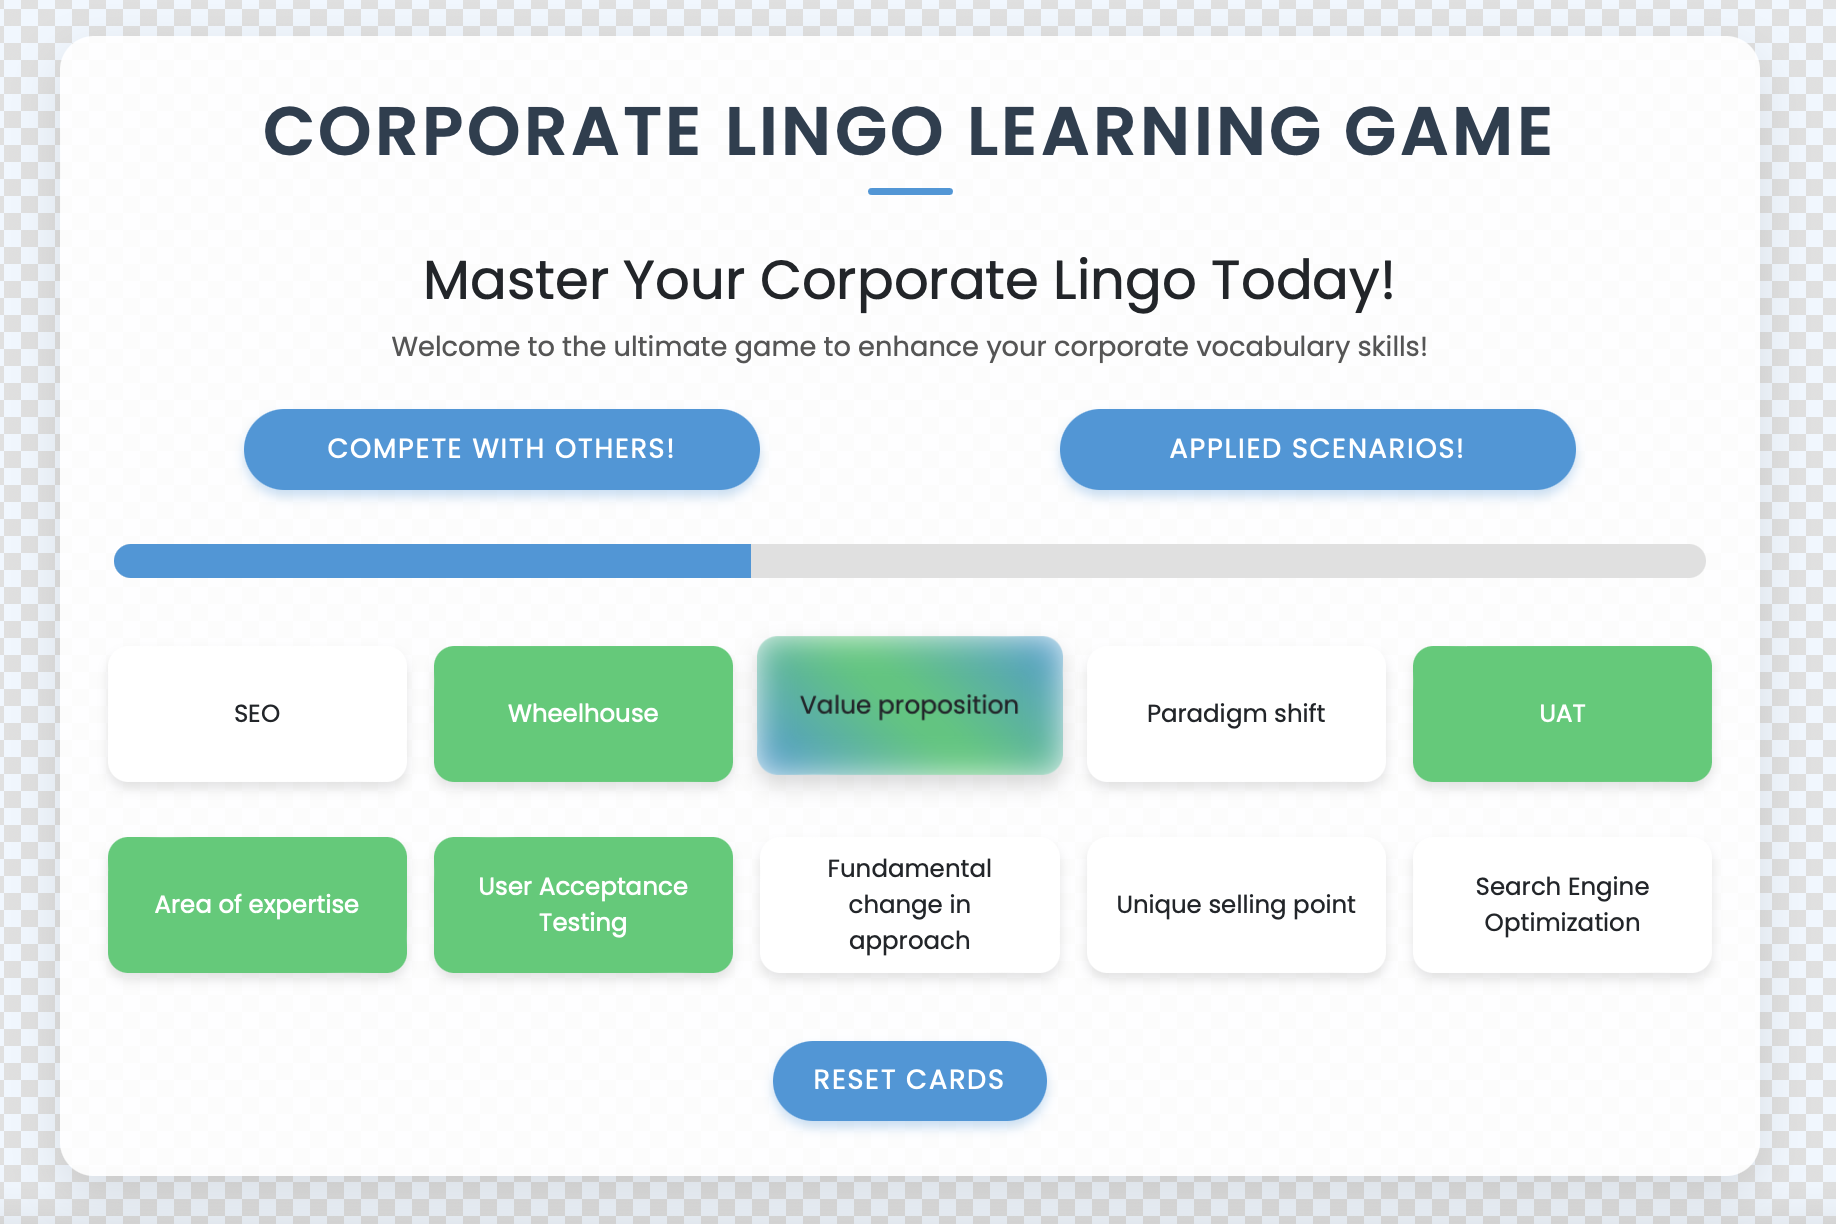 CORPORATE LINGO LEARNING GAME
Master Your Corporate Lingo Today!
Welcome to the ultimate game to enhance your corporate vocabulary skills!
COMPETE WITH OTHERS!
APPLIED SCENARIOS!
SEO
Wheelhouse
Value proposition
Paradigm shift
UAT
Area of expertise
User Acceptance
Testing
Fundamental
change in
approach
Unique selling point
Search Engine
Optimization
RESET CARDS